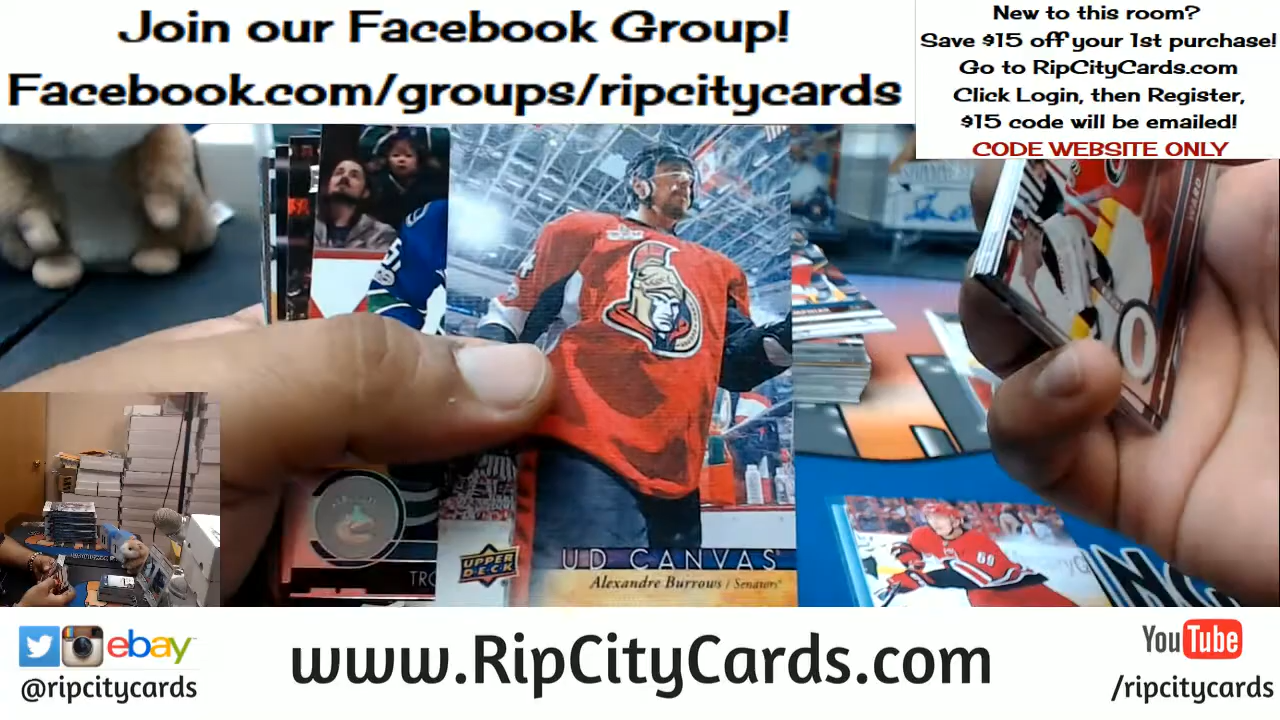 Join our Facebook Group!
Facebook.com/groups/ripcitycards
New to this room?
Save $15 off your 1st purchase!
Go to RipCityCards.com
Click Login, then Register,
$15 code will be emailed!
CODE WEBSITE ONLY
WARD
UPPER DECK
UD CANVAS
Alexandre Burrows / Senators
ebay
@ripcitycards
www.RipCityCards.com
YouTube
/ripcitycards